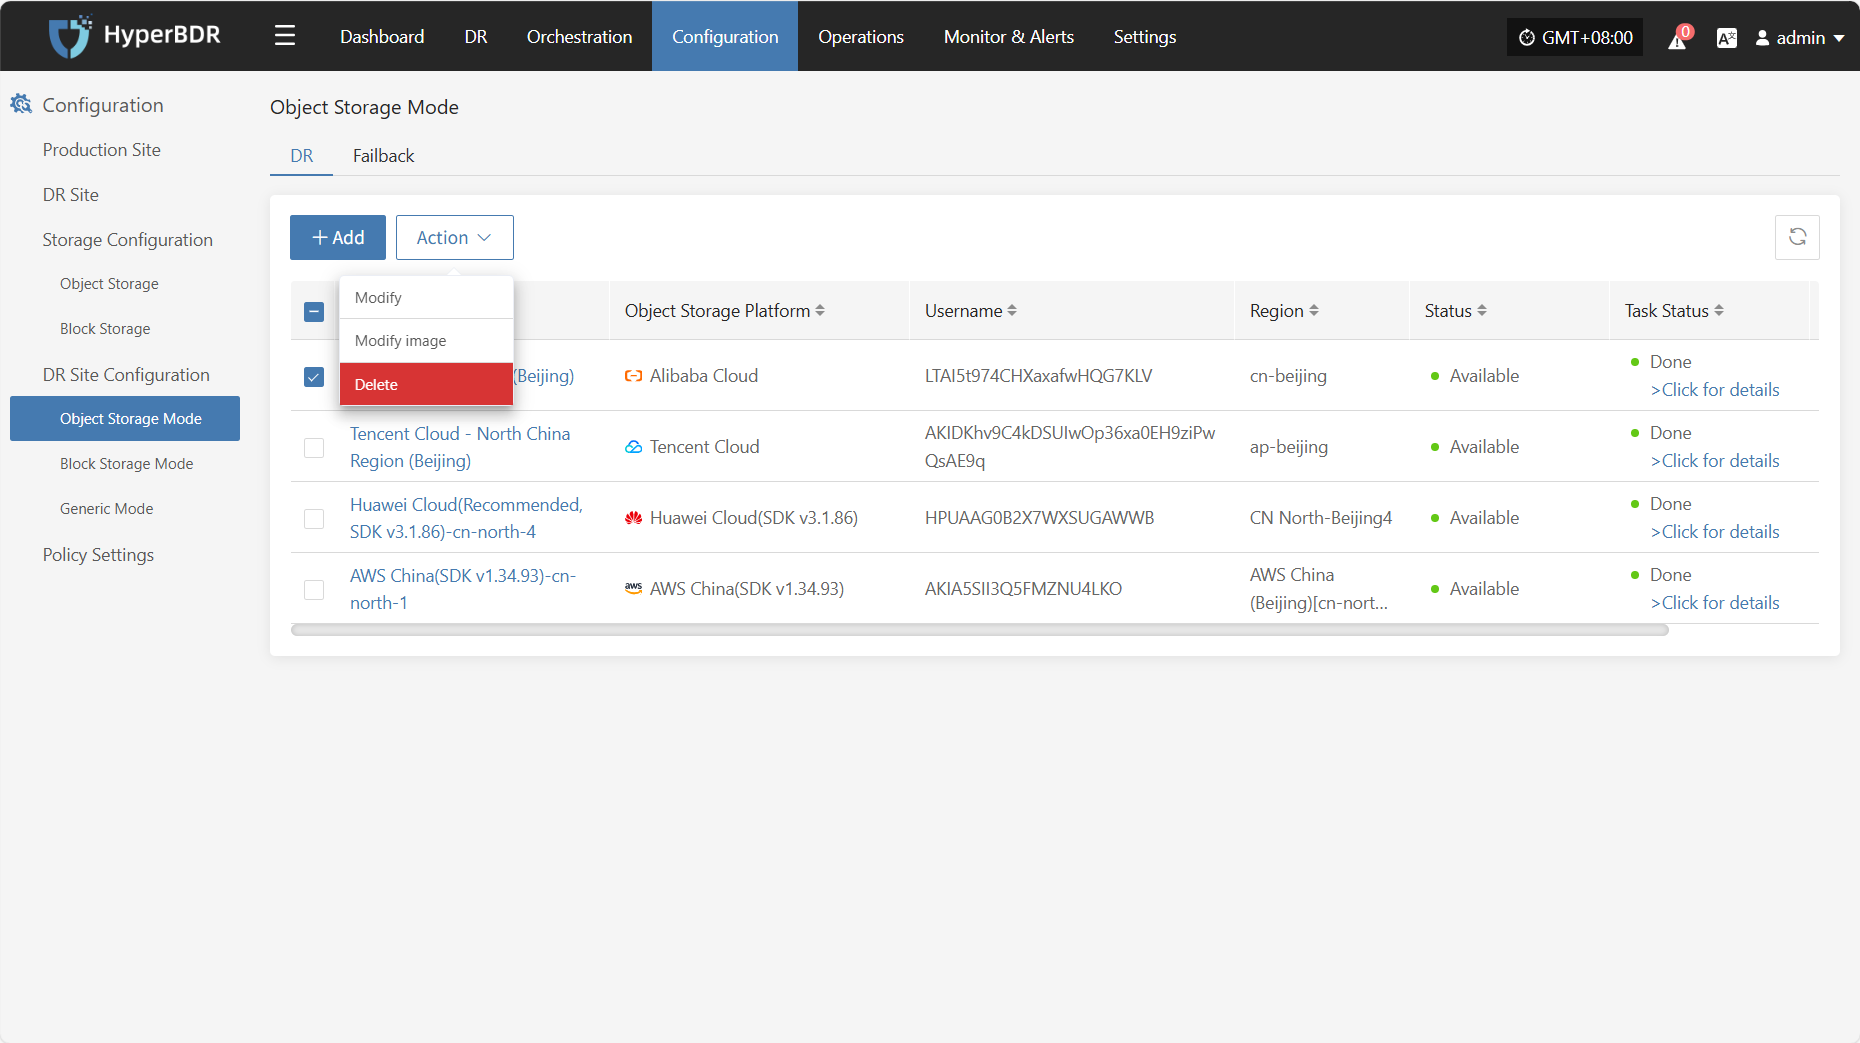 HyperBDR
Dashboard
DR
Orchestration
Configuration
Operations
Monitor & Alerts
Settings
GMT+08:00
0
admin
Configuration
Production Site
DR Site
Storage Configuration
Object Storage
Block Storage
DR Site Configuration
Object Storage Mode
Block Storage Mode
Generic Mode
Policy Settings
Object Storage Mode
DR
Failback
+ Add
Action
Modify
Modify image
Delete
Object Storage Platform
Username
Region
Status
Task Status
(Beijing)
Alibaba Cloud
LTAI5t974CHXaxafwHQG7KLV
cn-beijing
Available
Done
>Click for details
Tencent Cloud - North China
Region (Beijing)
Tencent Cloud
AKIDKhv9C4kDSUIwOp36xa0EH9ziPw
QsAE9q
ap-beijing
Available
Done
>Click for details
Huawei Cloud(Recommended,
SDK v3.1.86)-cn-north-4
Huawei Cloud(SDK v3.1.86)
HPUAAG0B2X7WXSUGAWWB
CN North-Beijing4
Available
Done
>Click for details
AWS China(SDK v1.34.93)-cn-
north-1
aws
AWS China(SDK v1.34.93)
AKIA5SII3Q5FMZNU4LKO
AWS China
(Beijing)[cn-nort...
Available
Done
>Click for details